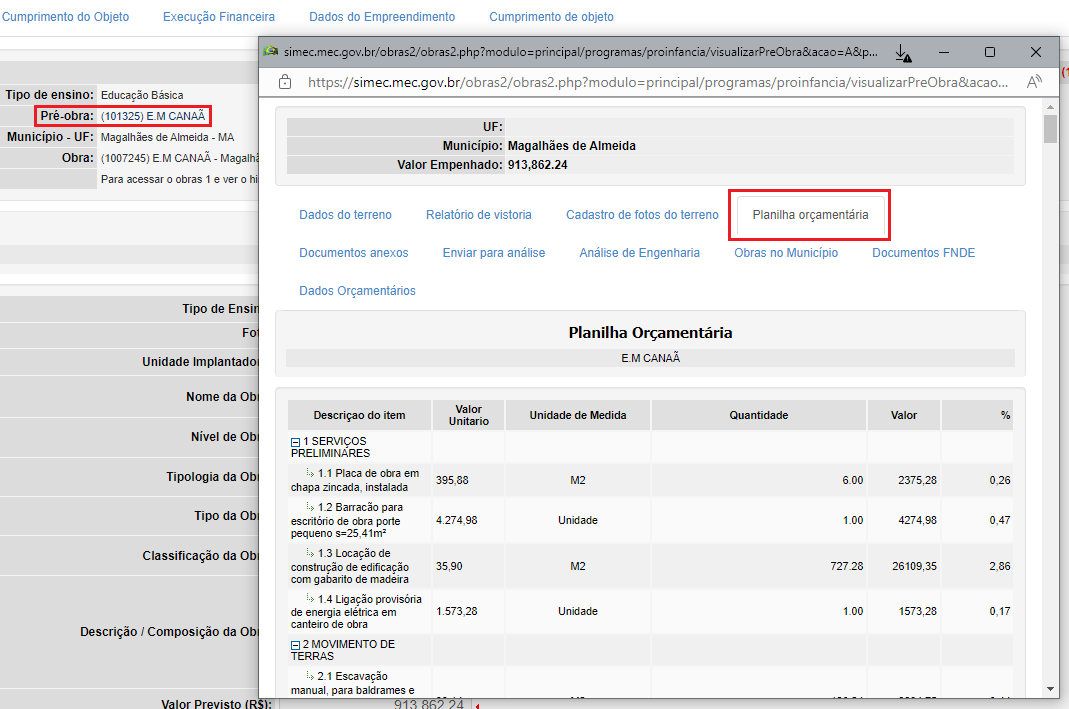 Cumprimento do Objeto Execução Financeira Dados do Empreendimento Cumprimento de objeto
simec.mec.gov.br/obras2/obras2.php?modulo=principal/programas/proinfancia/visualizarPreObra&acao=A&p...
https://simec.mec.gov.br/obras2/obras2.php?modulo=principal/programas/proinfancia/visualizarPreObra&acao...
Tipo de ensino: Educação Básica
Pré-obra: (101325) E.M CANAÃ
Município - UF: Magalhães de Almeida - MA
Obra: (1007245) E.M CANAÃ - Magalhã
Para acessar o obras 1 e ver o hi
Tipo de Ensin
Fot
Unidade Implantador
Nome da Obr
Nível de Obr
Tipologia da Obr
Tipo da Obr
Classificação da Obr
Descrição / Composição da Obr
Valor Previsto (R$): 913.862,24
UF:
Município: Magalhães de Almeida
Valor Empenhado: 913,862.24
Dados do terreno Relatório de vistoria Cadastro de fotos do terreno Planilha orçamentária
Documentos anexos Enviar para análise Análise de Engenharia Obras no Município Documentos FNDE
Dados Orçamentários
Planilha Orçamentária
E.M CANAÃ
Descriçao do item Valor Unitario Unidade de Medida Quantidade Valor %
1 SERVIÇOS
PRELIMINARES
1.1 Placa de obra em
chapa zincada, instalada 395,88 M2 6.00 2375,28 0,26
1.2 Barracão para
escritório de obra porte 4.274,98 Unidade 1.00 4274,98 0,47
pequeno s=25,41m²
1.3 Locação de
construção de edificação 35,90 M2 727.28 26109,35 2,86
com gabarito de madeira
1.4 Ligação provisória
de energia elétrica em 1.573,28 Unidade 1.00 1573,28 0,17
canteiro de obra
2 MOVIMENTO DE
TERRAS
2.1 Escavação
manual, para baldrames e